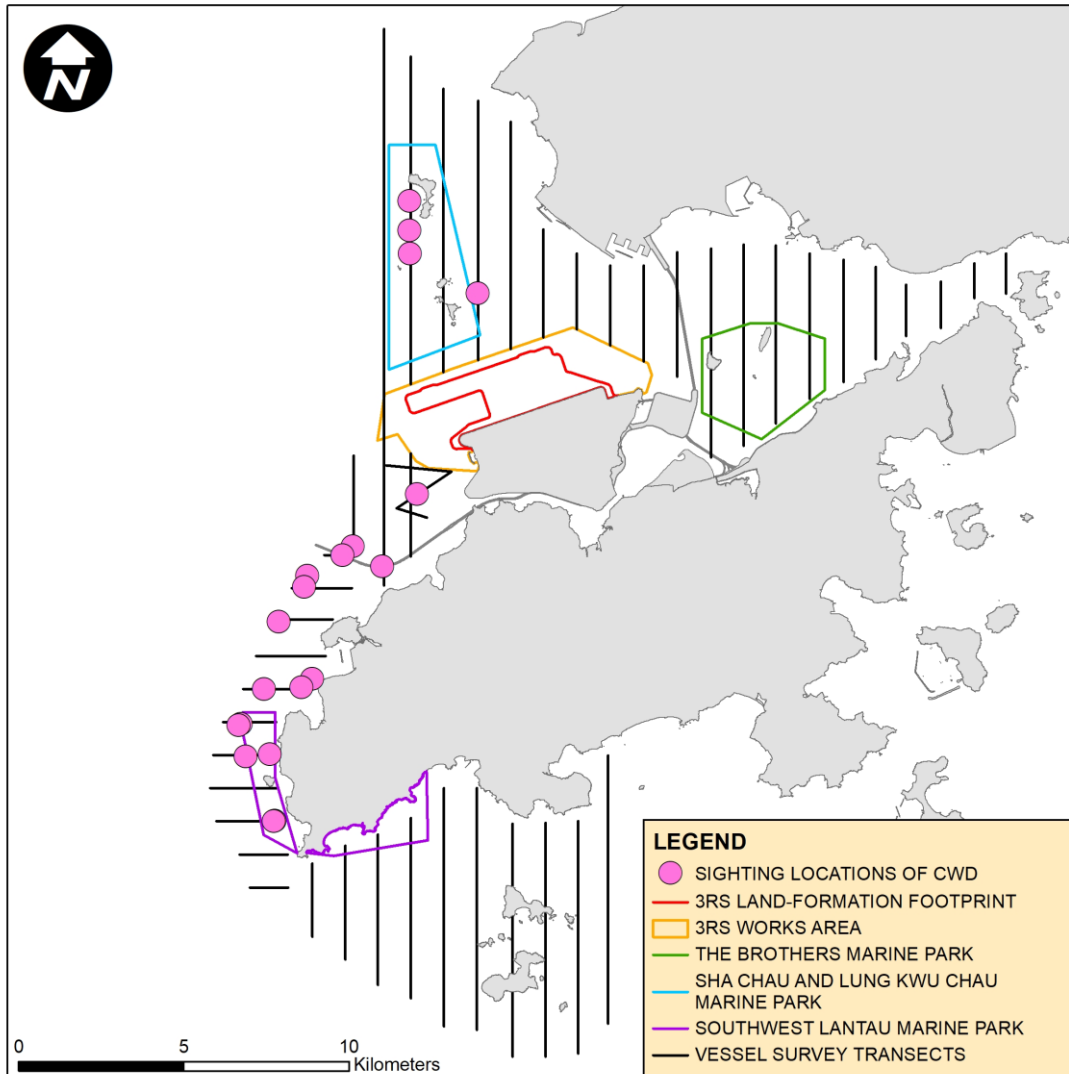 N
LEGEND
SIGHTING LOCATIONS OF CWD
3RS LAND-FORMATION FOOTPRINT
3RS WORKS AREA
THE BROTHERS MARINE PARK
SHA CHAU AND LUNG KWU CHAU
MARINE PARK
SOUTHWEST LANTAU MARINE PARK
VESSEL SURVEY TRANSECTS
0 5 10
Kilometers